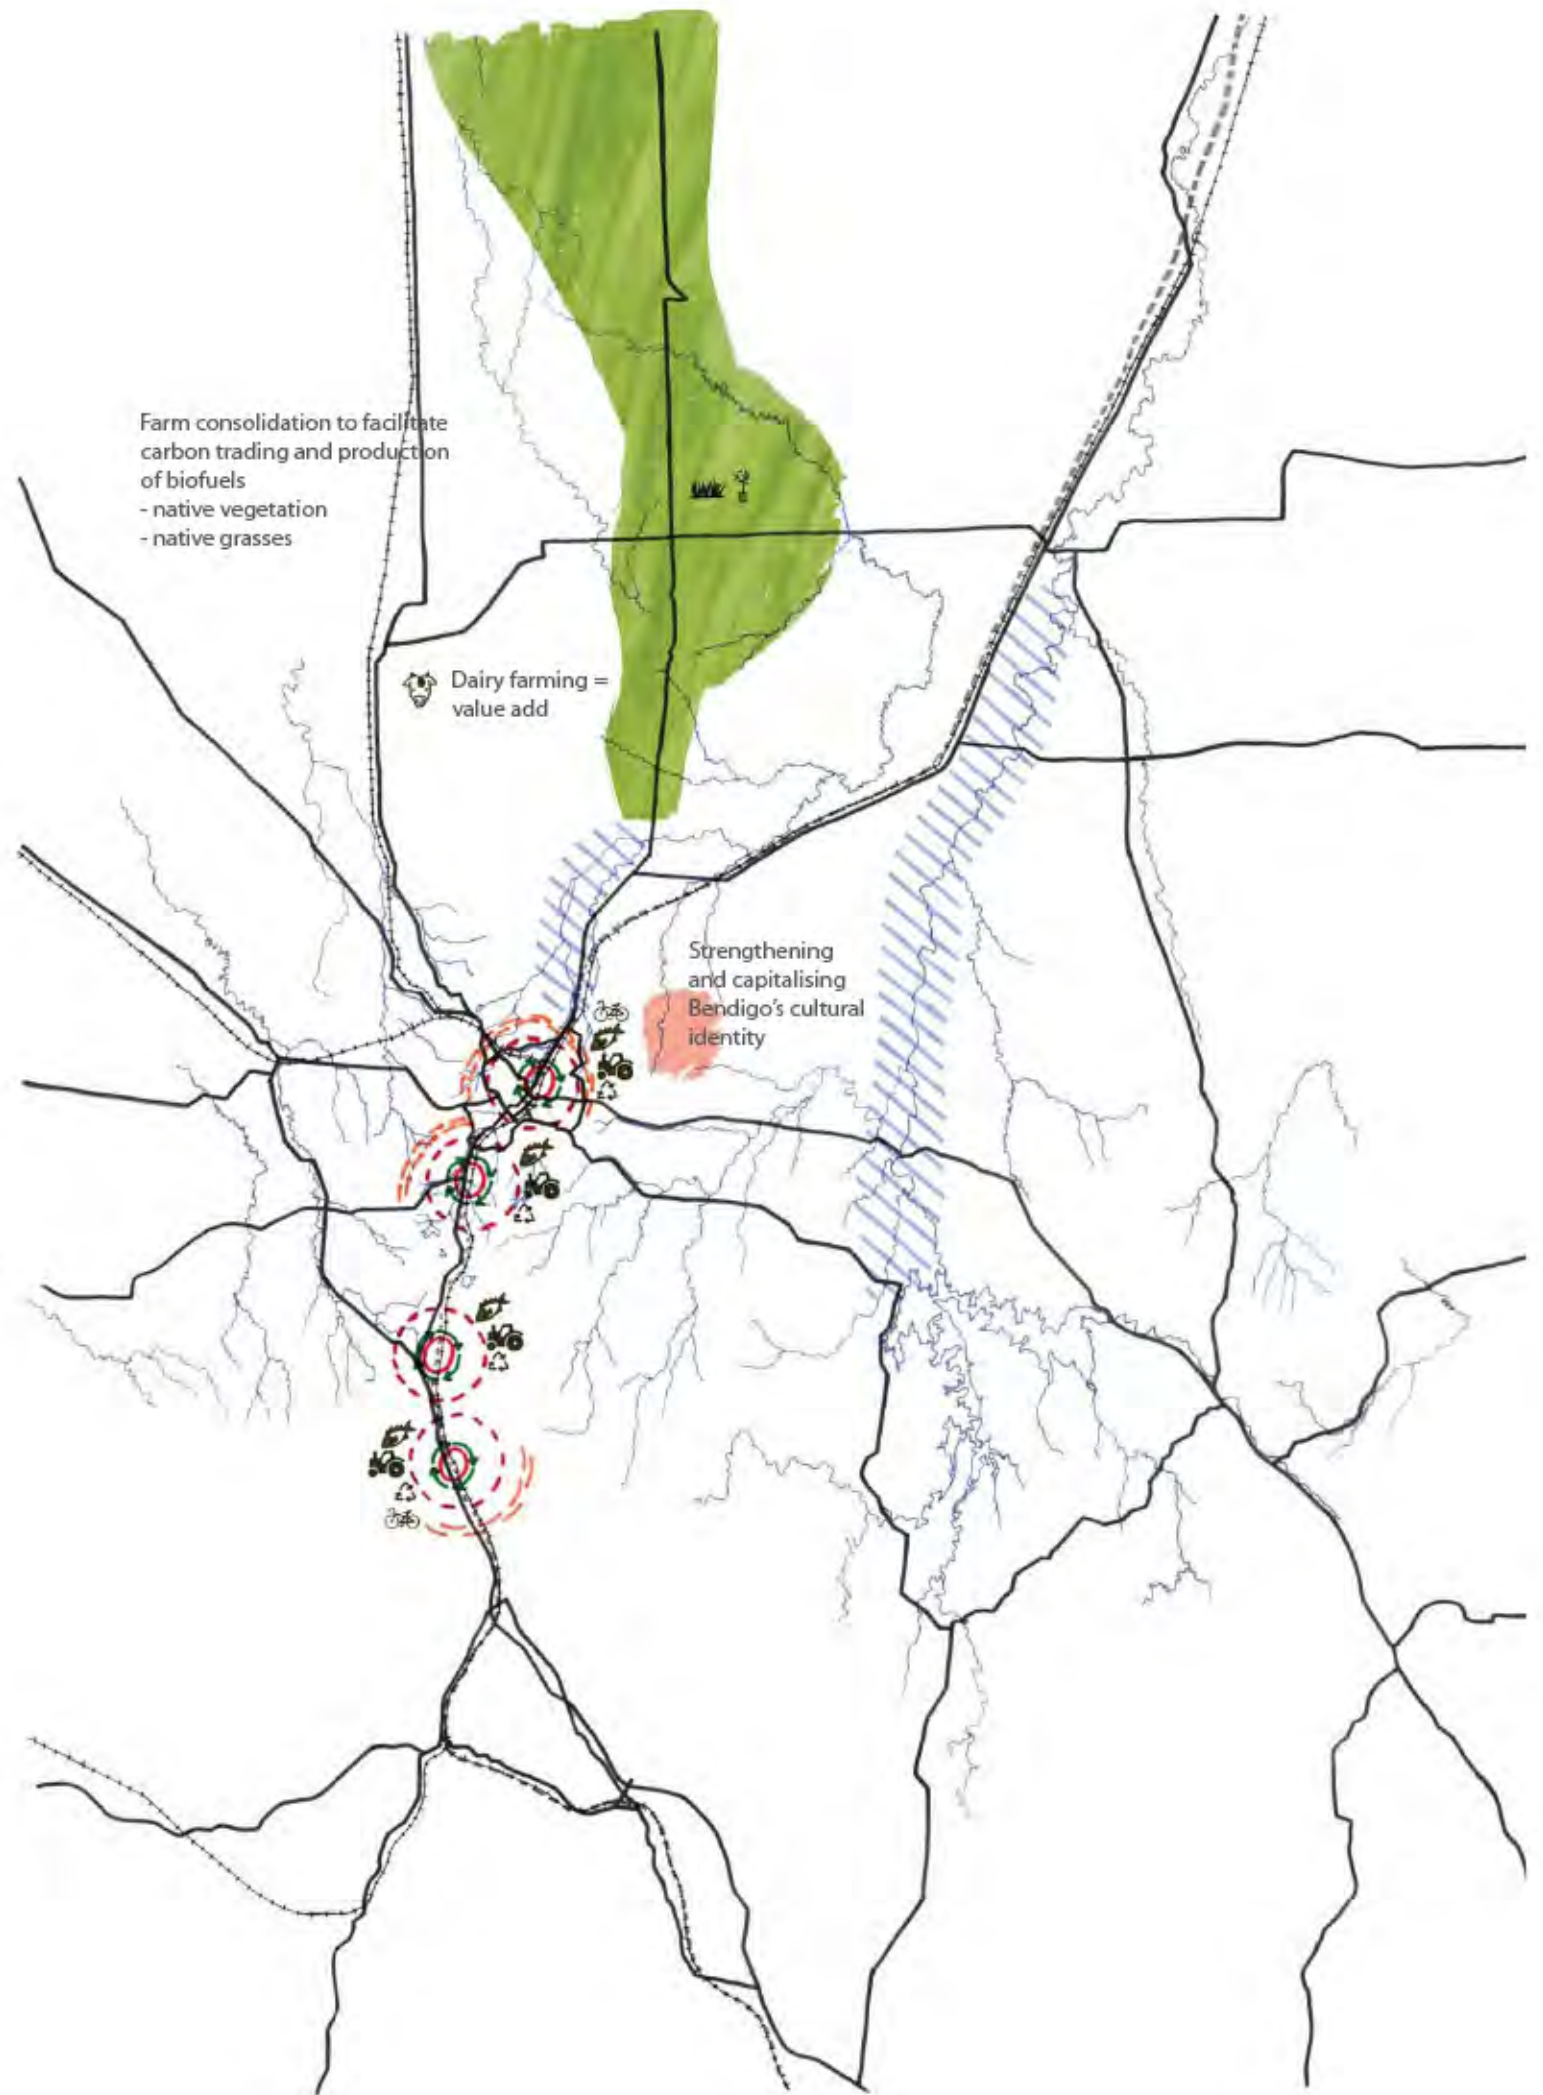 Farm consolidation to facilitate
carbon trading and production
of biofuels
- native vegetation
- native grasses
Dairy farming =
value add
Strengthening
and capitalising
Bendigo's cultural
identity